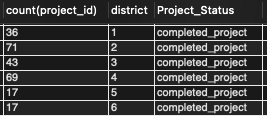 count(project_id) district Project_Status
36 1 completed_project
71 2 completed_project
43 3 completed_project
69 4 completed_project
17 5 completed_project
17 6 completed_project